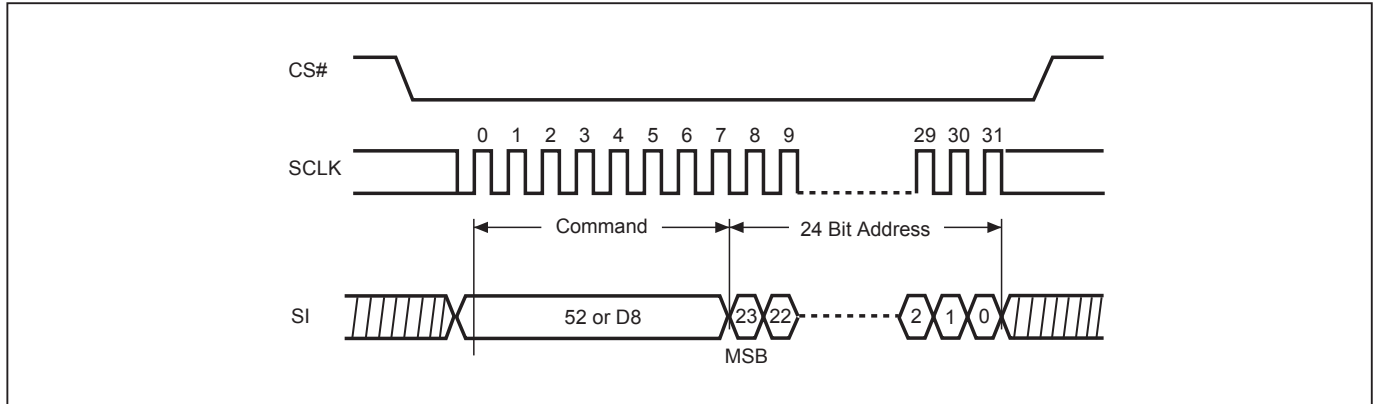 CS#
0 1 2 3 4 5 6 7 8 9 29 30 31
SCLK
Command 24 Bit Address
SI 52 or D8 23 22 2 1 0
MSB